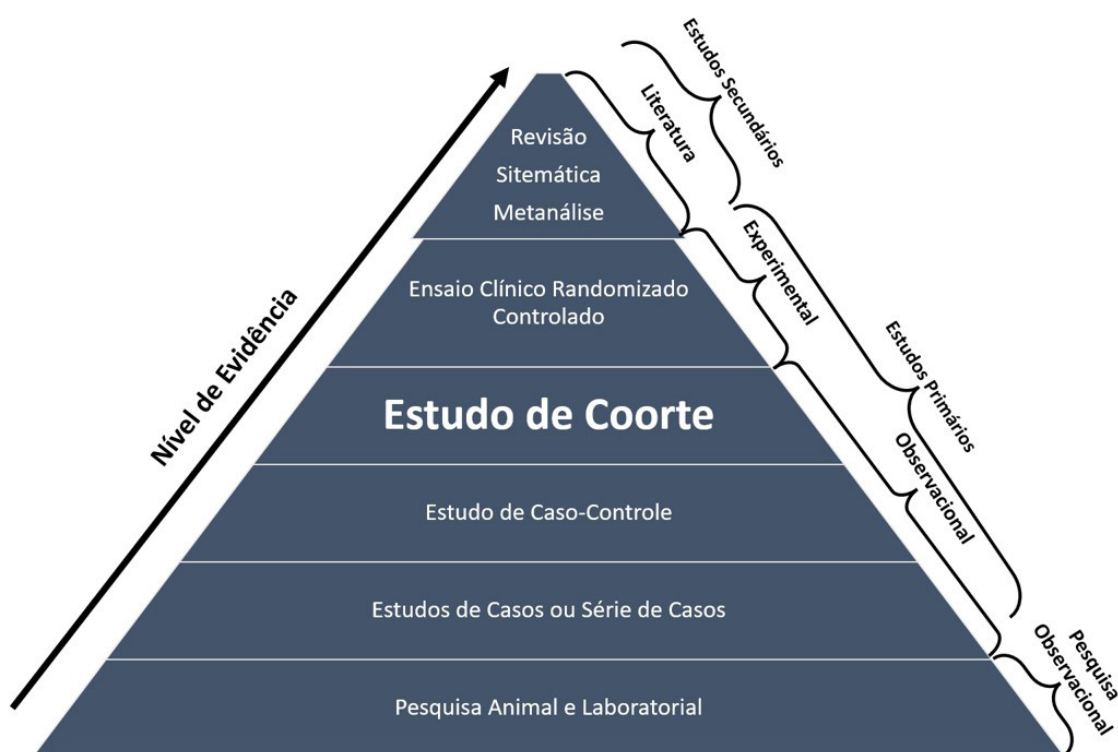 Estudos Secundários
Literatura
Revisão
Sitemática
Metanálise
Experimental
Ensaio Clínico Randomizado
Controlado
Nível de Evidência
Estudos Primários
Estudo de Coorte
Observacional
Estudo de Caso-Controle
Estudos de Casos ou Série de Casos
Pesquisa
Observacional
Pesquisa Animal e Laboratorial